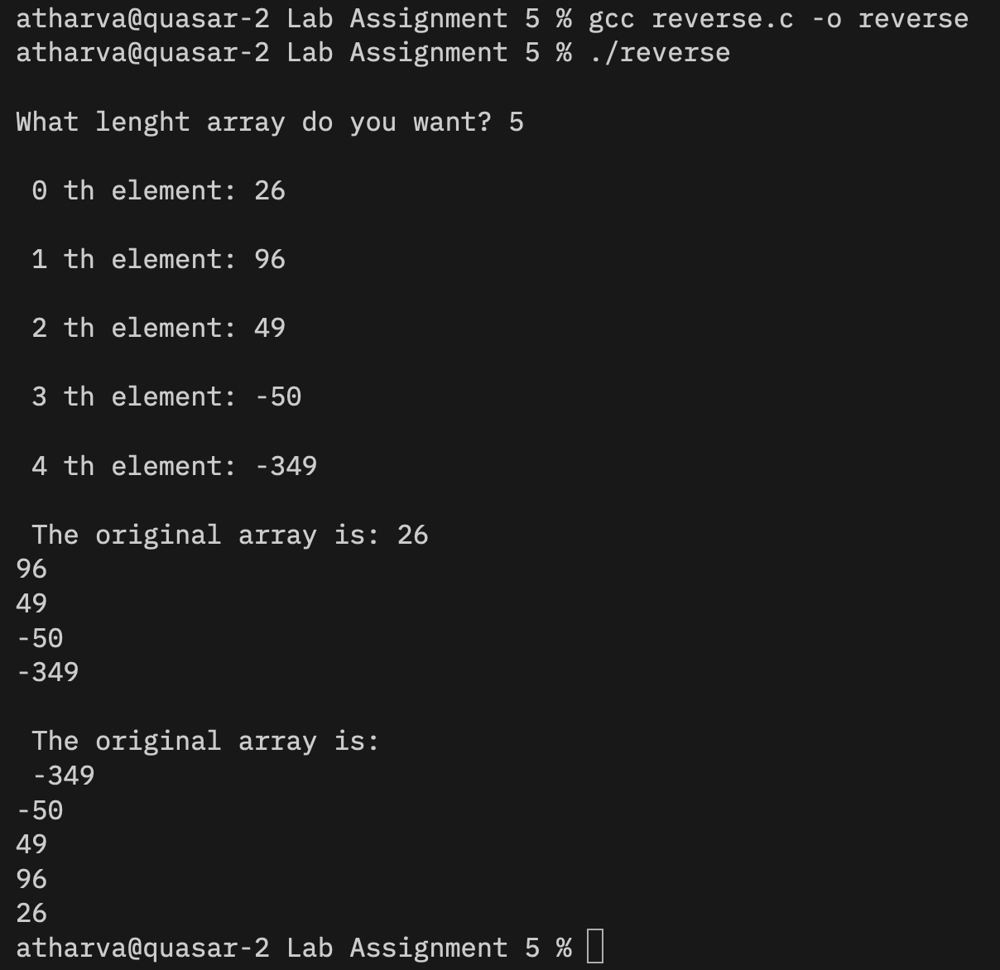 atharva@quasar-2 Lab Assignment 5 % gcc reverse.c -o reverse
atharva@quasar-2 Lab Assignment 5 % ./reverse
What lenght array do you want? 5
0 th element: 26
1 th element: 96
2 th element: 49
3 th element: -50
4 th element: -349
The original array is: 26
96
49
-50
-349
The original array is:
-349
-50
49
96
26
atharva@quasar-2 Lab Assignment 5 %